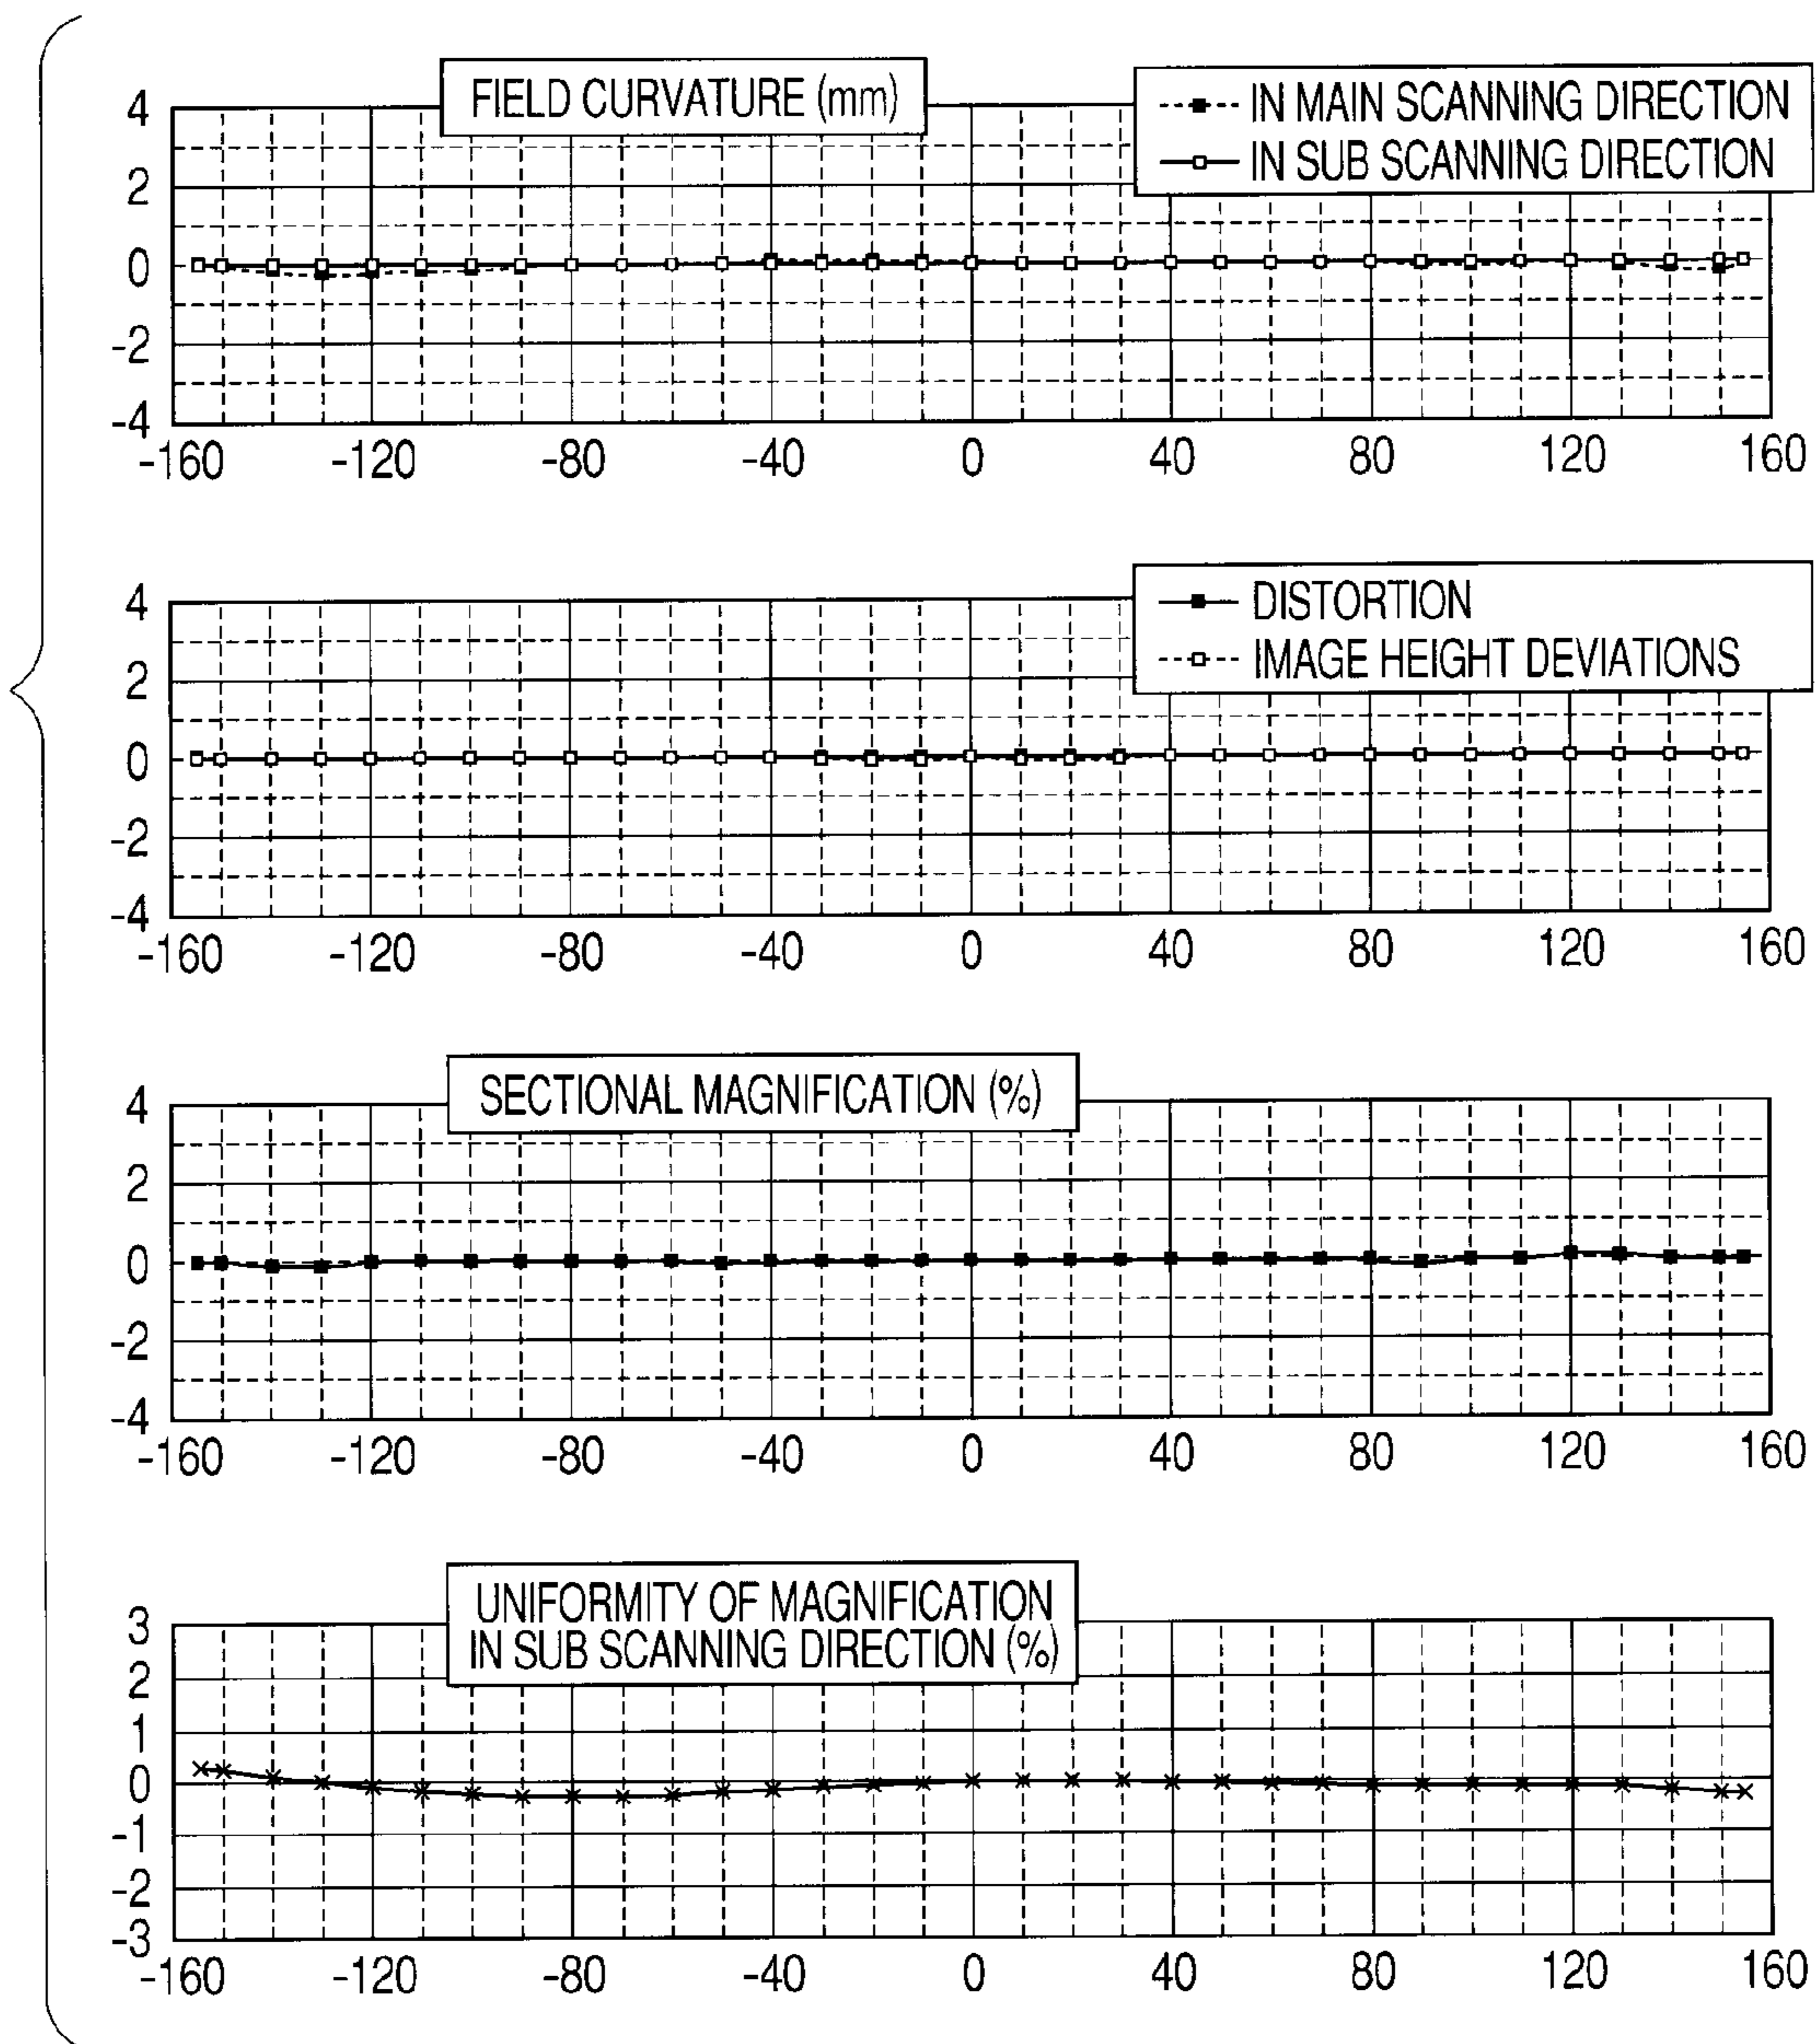 FIELD CURVATURE (mm)
IN MAIN SCANNING DIRECTION
IN SUB SCANNING DIRECTION
4
2
0
-2
-4
-160 -120 -80 -40 0 40 80 120 160
DISTORTION
IMAGE HEIGHT DEVIATIONS
4
2
0
-2
-4
-160 -120 -80 -40 0 40 80 120 160
SECTIONAL MAGNIFICATION (%)
4
2
0
-2
-4
-160 -120 -80 -40 0 40 80 120 160
UNIFORMITY OF MAGNIFICATION
IN SUB SCANNING DIRECTION (%)
3
2
1
0
-1
-2
-3
-160 -120 -80 -40 0 40 80 120 160